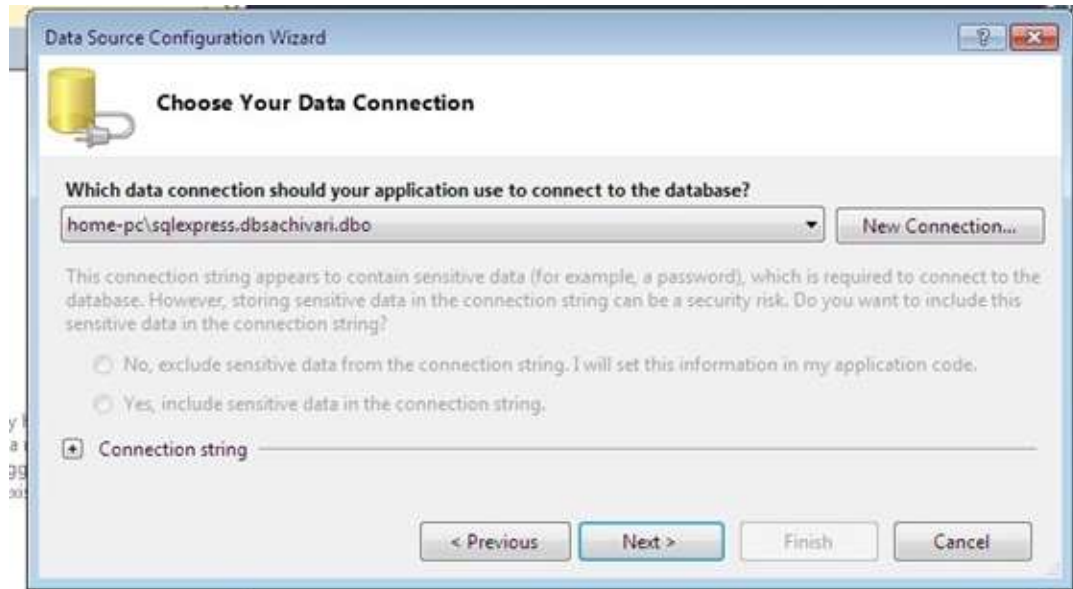 Data Source Configuration Wizard
Choose Your Data Connection
Which data connection should your application use to connect to the database?
home-pc\sqlexpress.dbsachivari.dbo
New Connection...
This connection string appears to contain sensitive data (for example, a password), which is required to connect to the
database. However, storing sensitive data in the connection string can be a security risk. Do you want to include this
sensitive data in the connection string?
No, exclude sensitive data from the connection string. I will set this information in my application code.
Yes, include sensitive data in the connection string.
Connection string
< Previous
Next >
Finish
Cancel